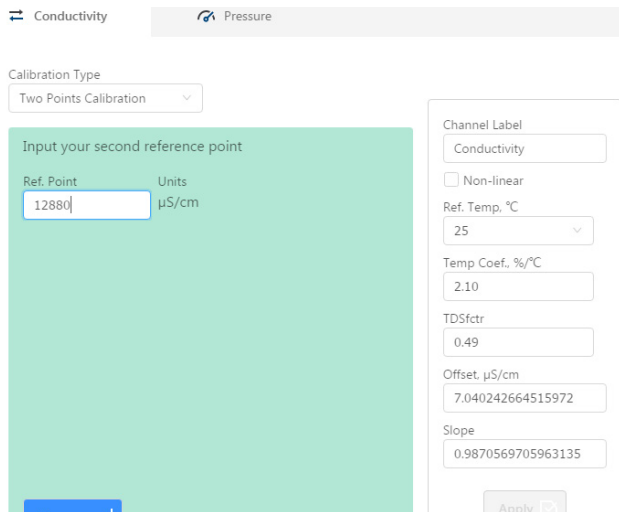 Conductivity
Pressure
Calibration Type
Two Points Calibration
Input your second reference point
Ref. Point
Units
12880
µS/cm
Channel Label
Conductivity
Non-linear
Ref. Temp, °C
25
Temp Coef., %/°C
2.10
TDSfctr
0.49
Offset, µS/cm
7.040242664515972
Slope
0.9870569705963135
Apply